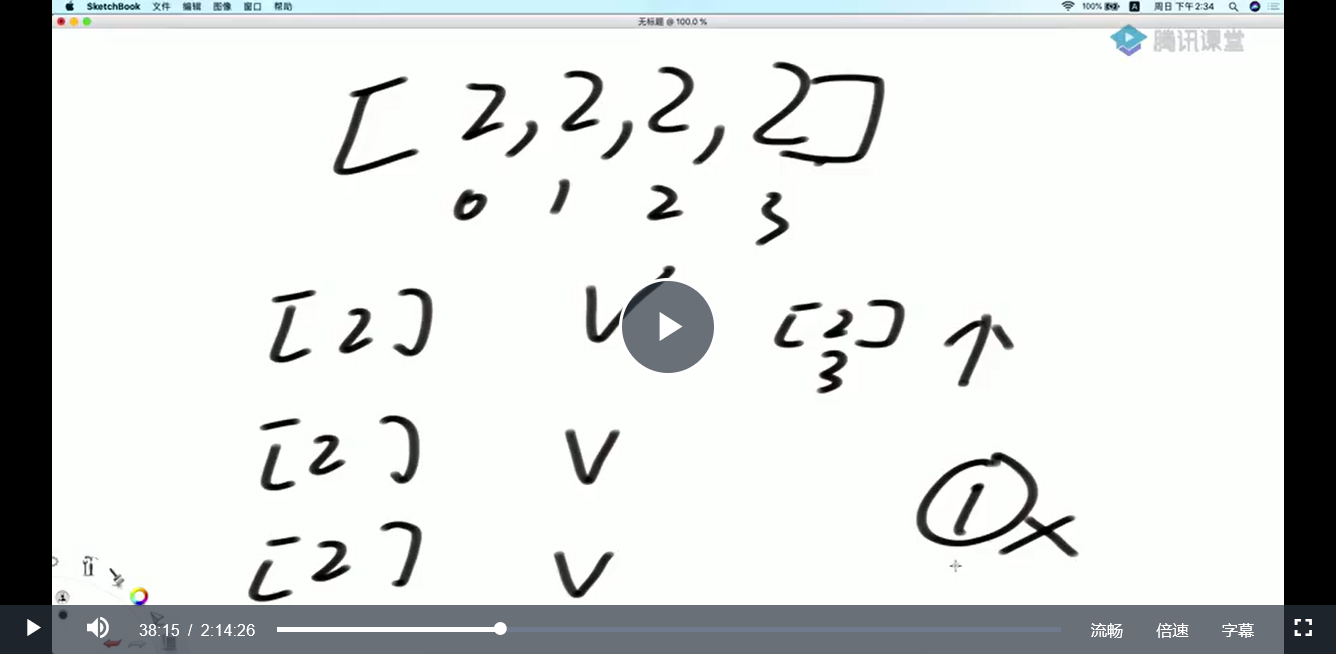 SketchBook 文件 编辑 图像 窗口 帮助 100% A 周日 下午2:34
无标题 @ 100.0 %
腾讯课堂
[ 2, 2, 2, 2 ]
0 1 2 3
[ 2 ] V [ 2 ] ↑
3
[ 2 ] V
① ×
[ 2 ] V
38:15 / 2:14:26 流畅 倍速 字幕